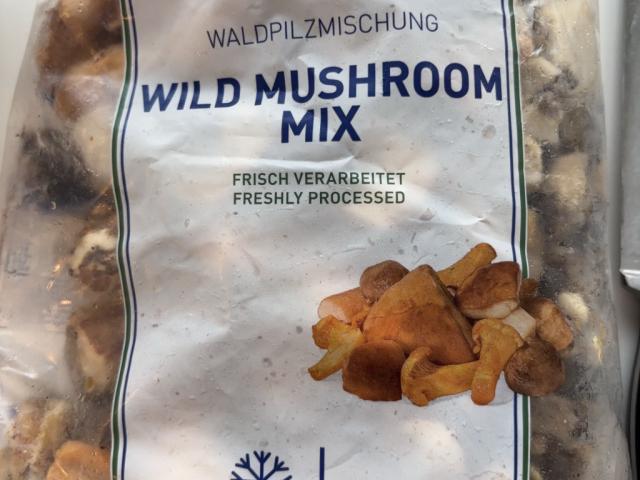 WALDPILZMISCHUNG
WILD MUSHROOM
MIX
FRISCH VERARBEITET
FRESHLY PROCESSED